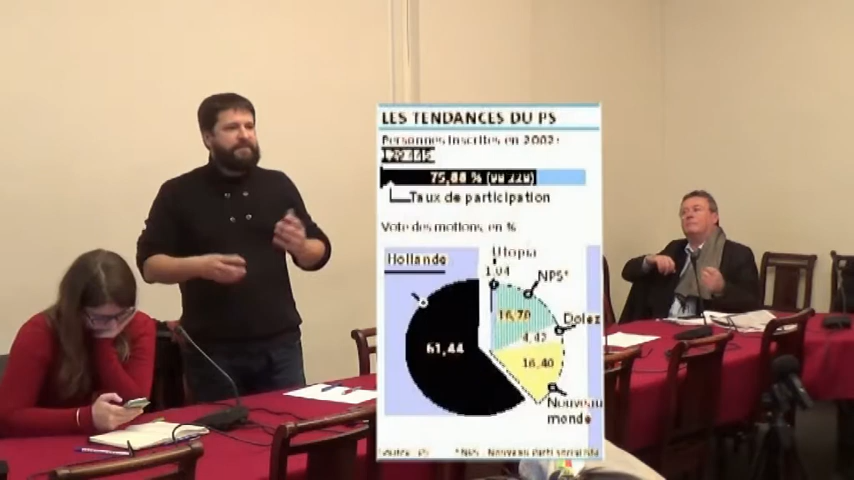 LES TENDANCES DU PS
Personnes inscrites en 2002:
75,88 %
Taux de participation
Vote des motions, en %
Hollande
Utopia
1,04
NPS*
16,70
Dolez
4,42
61,44
16,40
Nouveau
monde
Source: PS
*NPS: Nouveau Parti socialiste